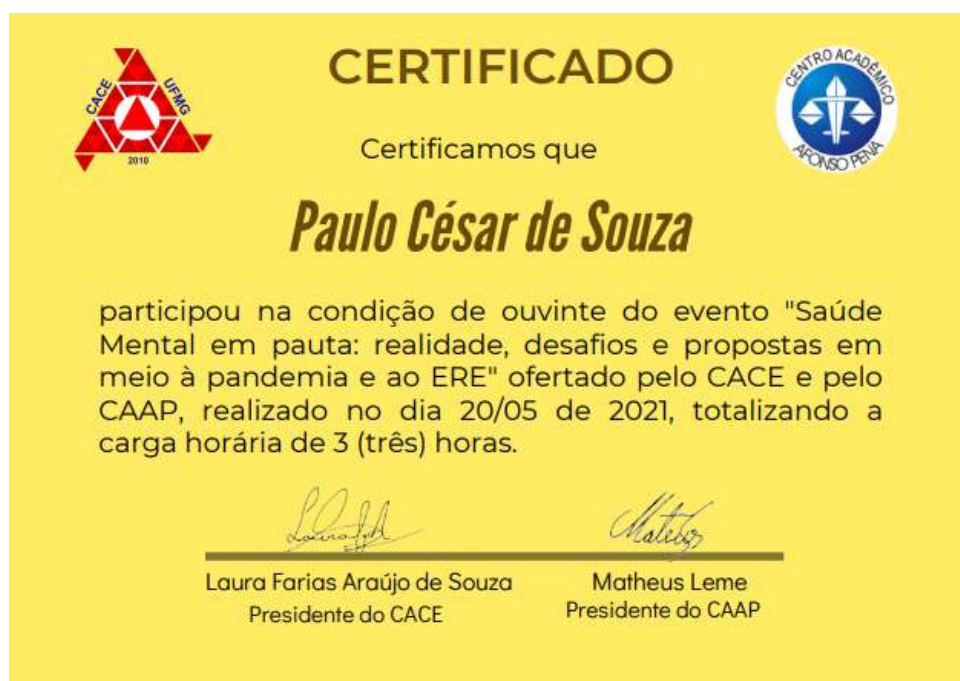 CERTIFICADO
CACE
UFMG
2010
CENTRO ACADÊMICO
AFONSO PENA
Certificamos que
Paulo César de Souza
participou na condição de ouvinte do evento "Saúde
Mental em pauta: realidade, desafios e propostas em
meio à pandemia e ao ERE" ofertado pelo CACE e pelo
CAAP, realizado no dia 20/05 de 2021, totalizando a
carga horária de 3 (três) horas.
Laura Farias Araújo de Souza
Presidente do CACE
Matheus Leme
Presidente do CAAP